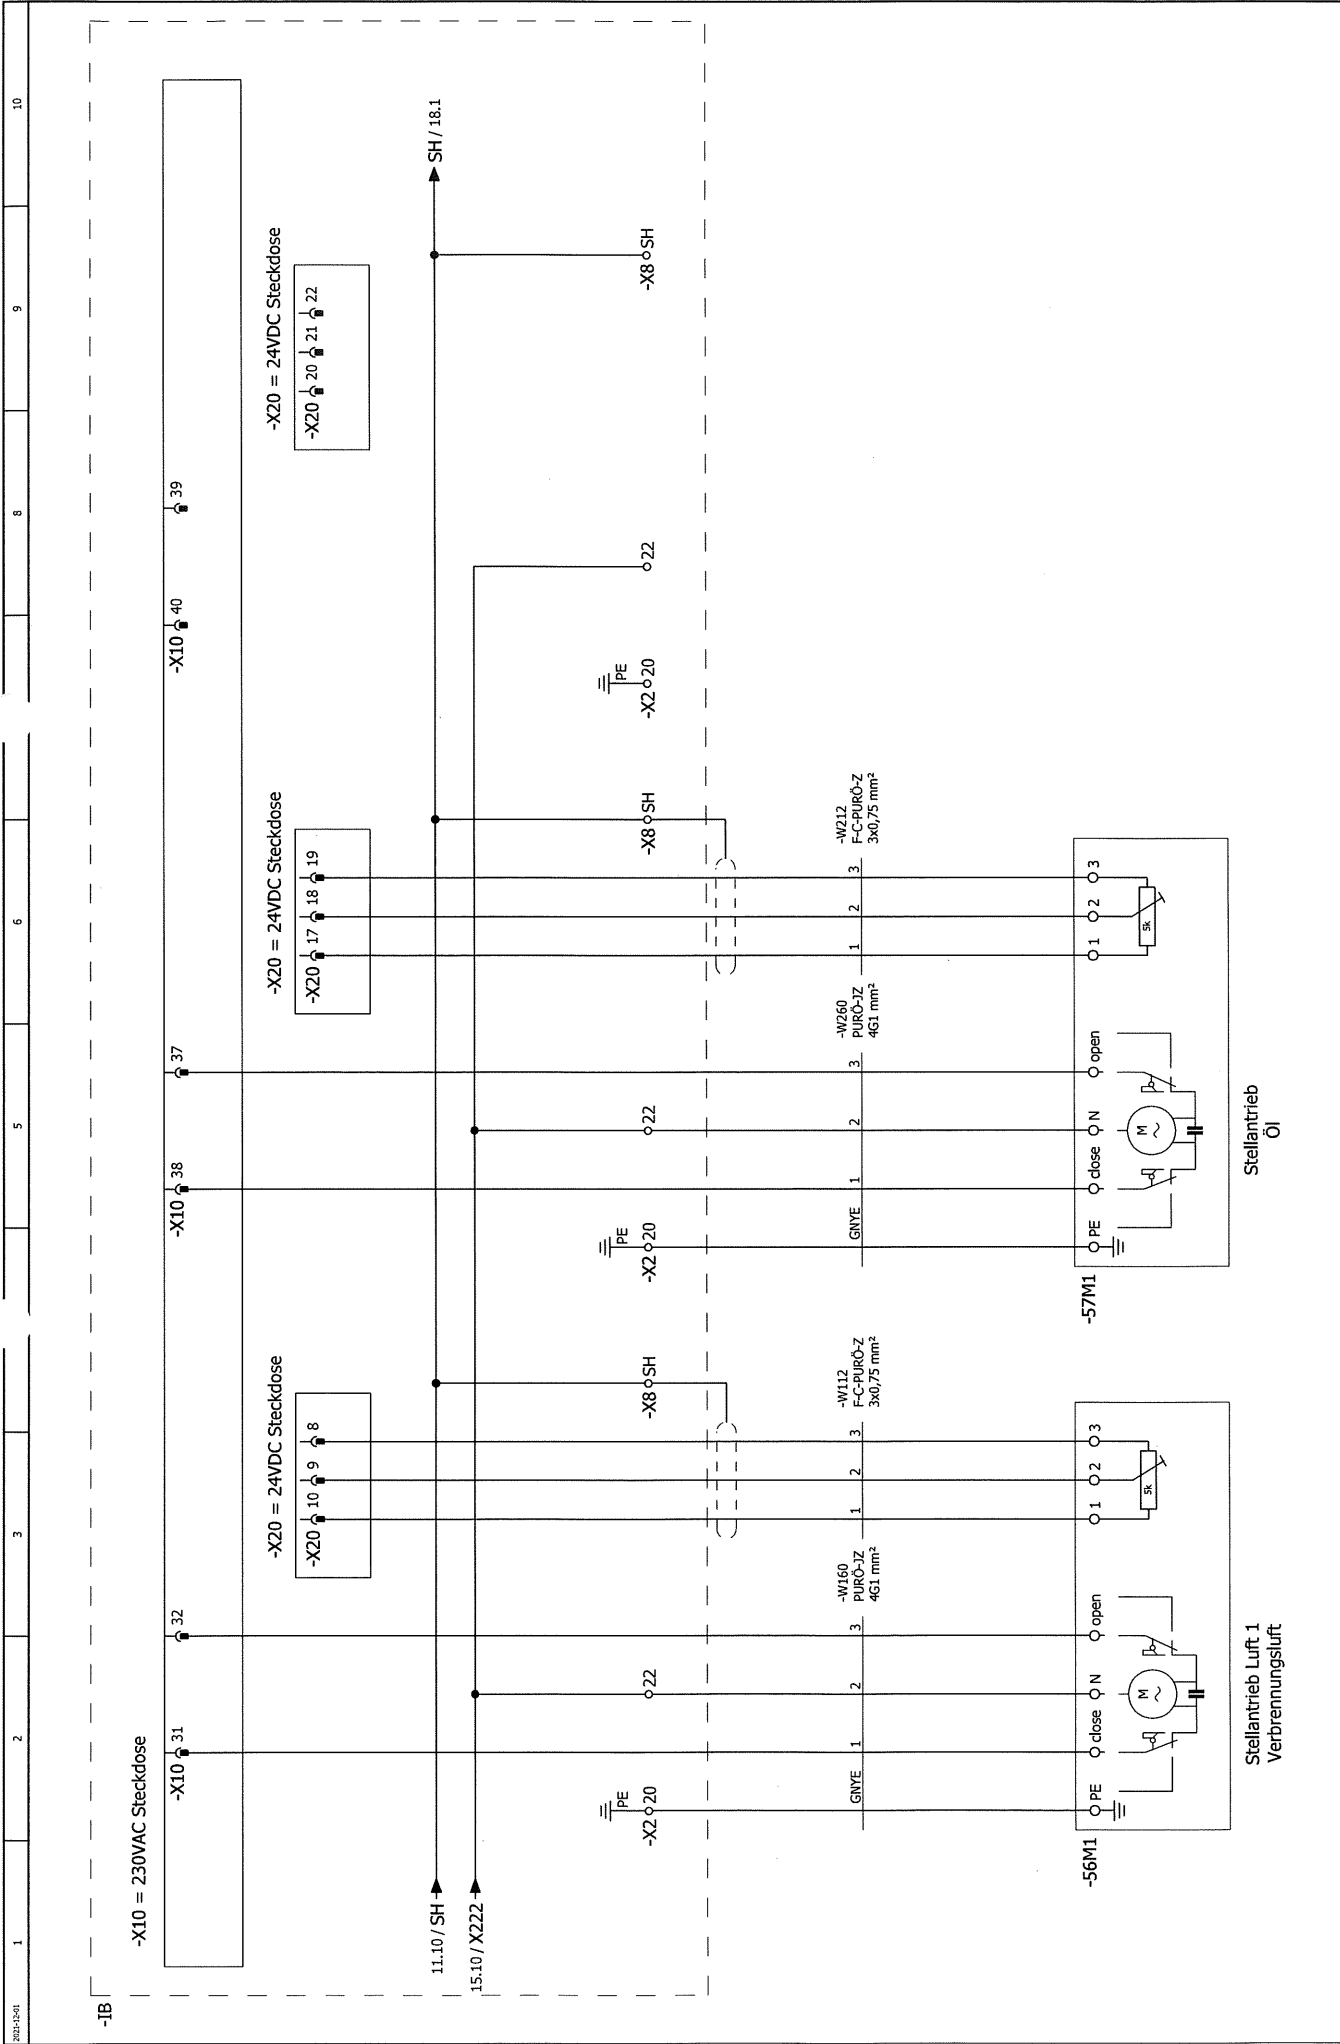 2021-12-01
1
2
3
5
6
8
9
10
-IB
-X10 = 230VAC Steckdose
-X10 31
32
-X10 38
37
-X10 40
39
-X20 = 24VDC Steckdose
-X20 10 9 8
-X20 = 24VDC Steckdose
-X20 17 18 19
-X20 = 24VDC Steckdose
-X20 20 21 22
11.10 / SH
SH / 18.1
15.10 / X222
PE
-X2 20
22
-X8 SH
PE
-X2 20
22
-X8 SH
PE
-X2 20
22
-X8 SH
GNYE
1
2
3
-W160
PURÖ-JZ
4G1 mm²
1
2
3
-W112
F-C-PURÖ-Z
3x0,75 mm²
GNYE
1
2
3
-W260
PURÖ-JZ
4G1 mm²
1
2
3
-W212
F-C-PURÖ-Z
3x0,75 mm²
-56M1
PE
close
N
open
1
2
3
M
~
5k
Stellantrieb Luft 1
Verbrennungsluft
-57M1
PE
close
N
open
1
2
3
M
~
5k
Stellantrieb
Öl